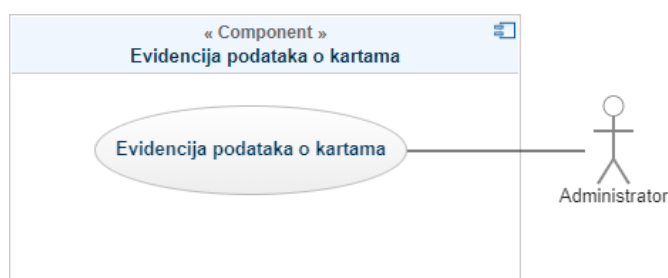 « Component »
Evidencija podataka o kartama
Evidencija podataka o kartama
Administrator